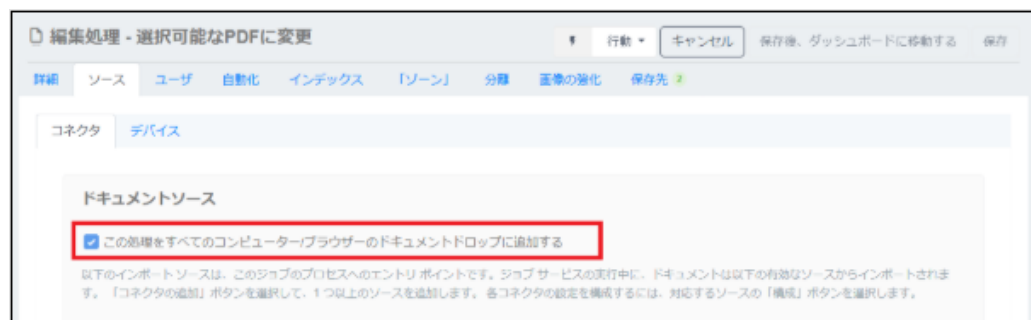 編集処理 - 選択可能なPDFに変更
行動 キャンセル 保存後、ダッシュボードに移動する 保存
詳細 ソース ユーザ 自動化 インデックス 「ゾーン」 分離 画像の強化 保存先 2
コネクタ デバイス
ドキュメントソース
この処理をすべてのコンピューター/ブラウザーのドキュメントドロップに追加する
以下のインポート ソースは、このジョブのプロセスへのエントリ ポイントです。ジョブ サービスの実行中に、ドキュメントは以下の有効なソースからインポートされま
す。 「コネクタの追加」ボタンを選択して、1 つ以上のソースを追加します。 各コネクタの設定を構成するには、対応するソースの「構成」ボタンを選択します。